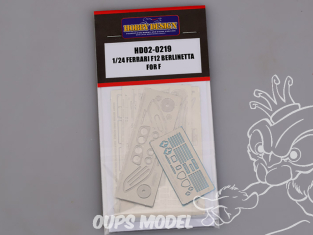 HOBBY DESIGN
HD02-0219
1/24 FERRARI F12 BERLINETTA
FOR F
OUPS MODEL